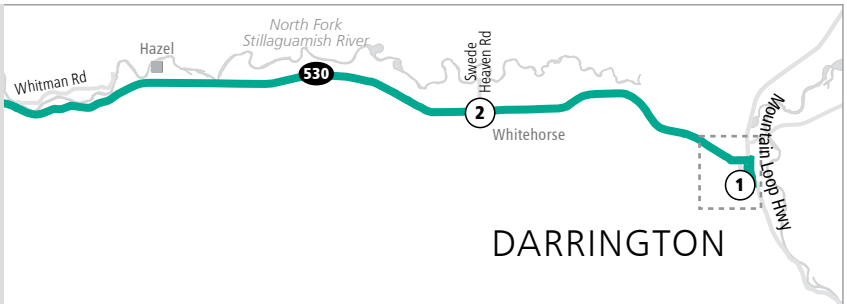 North Fork
Stillaguamish River
Hazel
Whitman Rd
530
Swede
Heaven Rd
2
Whitehorse
Mountain Loop Hwy
1
DARRINGTON